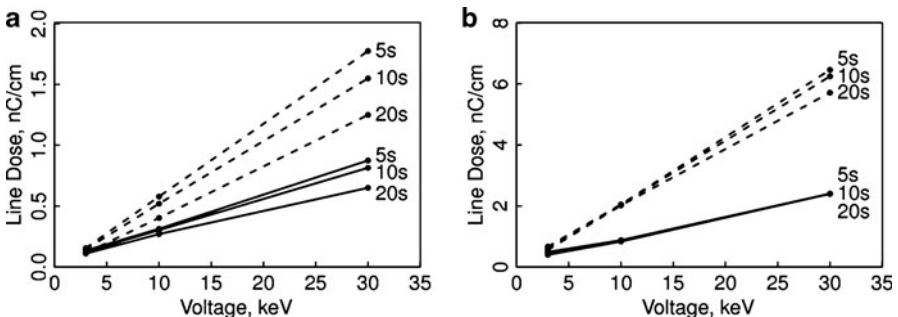 a
Line Dose, nC/cm
2.0
1.5
1.0
0.5
0.0
5s
10s
20s
5s
10s
20s
0 5 10 15 20 25 30 35
Voltage, keV
b
Line Dose, nC/cm
8
6
4
2
0
5s
10s
20s
5s
10s
20s
0 5 10 15 20 25 30 35
Voltage, keV